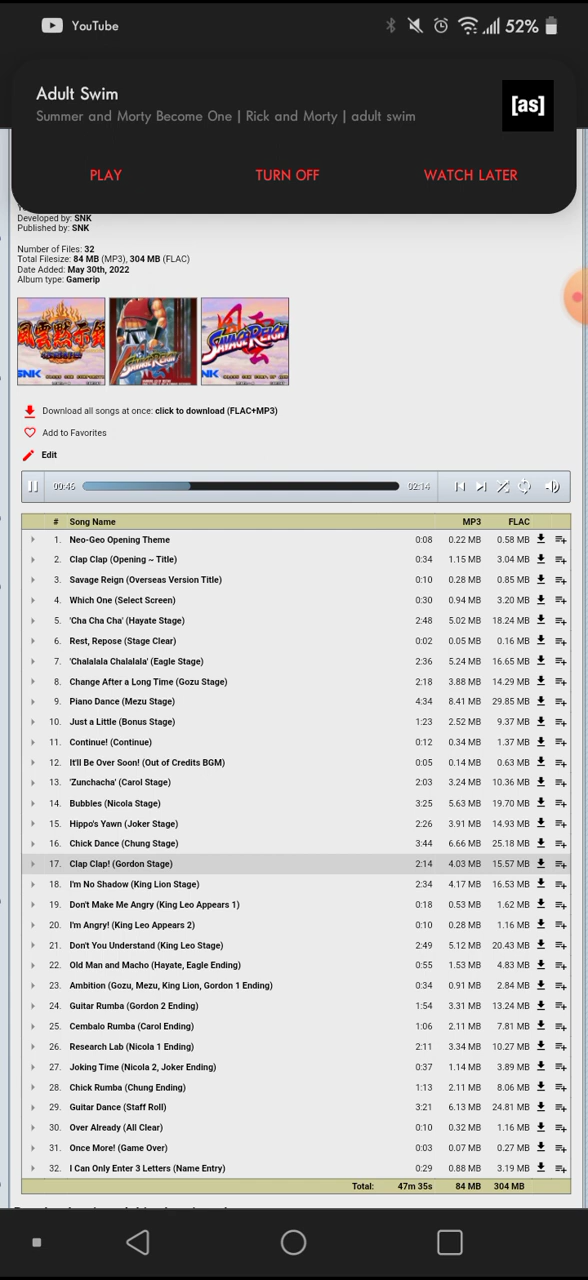 YouTube
52%
Adult Swim
Summer and Morty Become One | Rick and Morty | adult swim
[as]
PLAY TURN OFF WATCH LATER
Developed by: SNK
Published by: SNK
Number of Files: 32
Total Filesize: 84 MB (MP3), 304 MB (FLAC)
Date Added: May 30th, 2022
Album type: Gamerip
風雲黙示録
SAVAGE REIGN
SAVAGE REIGN
SNK
SNK
Download all songs at once: click to download (FLAC+MP3)
Add to Favorites
Edit
00:46 02:14
# Song Name MP3 FLAC
1. Neo-Geo Opening Theme 0:08 0.22 MB 0.58 MB
2. Clap Clap (Opening ~ Title) 0:34 1.15 MB 3.04 MB
3. Savage Reign (Overseas Version Title) 0:10 0.28 MB 0.85 MB
4. Which One (Select Screen) 0:30 0.94 MB 3.20 MB
5. 'Cha Cha Cha' (Hayate Stage) 2:48 5.02 MB 18.24 MB
6. Rest, Repose (Stage Clear) 0:02 0.05 MB 0.16 MB
7. 'Chalalala Chalalala' (Eagle Stage) 2:36 5.24 MB 16.65 MB
8. Change After a Long Time (Gozu Stage) 2:18 3.88 MB 14.29 MB
9. Piano Dance (Mezu Stage) 4:34 8.41 MB 29.85 MB
10. Just a Little (Bonus Stage) 1:23 2.52 MB 9.37 MB
11. Continue! (Continue) 0:12 0.34 MB 1.37 MB
12. It'll Be Over Soon! (Out of Credits BGM) 0:05 0.14 MB 0.63 MB
13. 'Zunchacha' (Carol Stage) 2:03 3.24 MB 10.36 MB
14. Bubbles (Nicola Stage) 3:25 5.63 MB 19.70 MB
15. Hippo's Yawn (Joker Stage) 2:26 3.91 MB 14.93 MB
16. Chick Dance (Chung Stage) 3:44 6.66 MB 25.18 MB
17. Clap Clap! (Gordon Stage) 2:14 4.03 MB 15.57 MB
18. I'm No Shadow (King Lion Stage) 2:34 4.17 MB 16.53 MB
19. Don't Make Me Angry (King Leo Appears 1) 0:18 0.53 MB 1.62 MB
20. I'm Angry! (King Leo Appears 2) 0:10 0.28 MB 1.16 MB
21. Don't You Understand (King Leo Stage) 2:49 5.12 MB 20.43 MB
22. Old Man and Macho (Hayate, Eagle Ending) 0:55 1.53 MB 4.83 MB
23. Ambition (Gozu, Mezu, King Lion, Gordon 1 Ending) 0:34 0.91 MB 2.84 MB
24. Guitar Rumba (Gordon 2 Ending) 1:54 3.31 MB 13.24 MB
25. Cembalo Rumba (Carol Ending) 1:06 2.11 MB 7.81 MB
26. Research Lab (Nicola 1 Ending) 2:11 3.34 MB 10.27 MB
27. Joking Time (Nicola 2, Joker Ending) 0:37 1.14 MB 3.89 MB
28. Chick Rumba (Chung Ending) 1:13 2.11 MB 8.06 MB
29. Guitar Dance (Staff Roll) 3:21 6.13 MB 24.81 MB
30. Over Already (All Clear) 0:10 0.32 MB 1.16 MB
31. Once More! (Game Over) 0:03 0.07 MB 0.27 MB
32. I Can Only Enter 3 Letters (Name Entry) 0:29 0.88 MB 3.19 MB
Total: 47m 35s 84 MB 304 MB